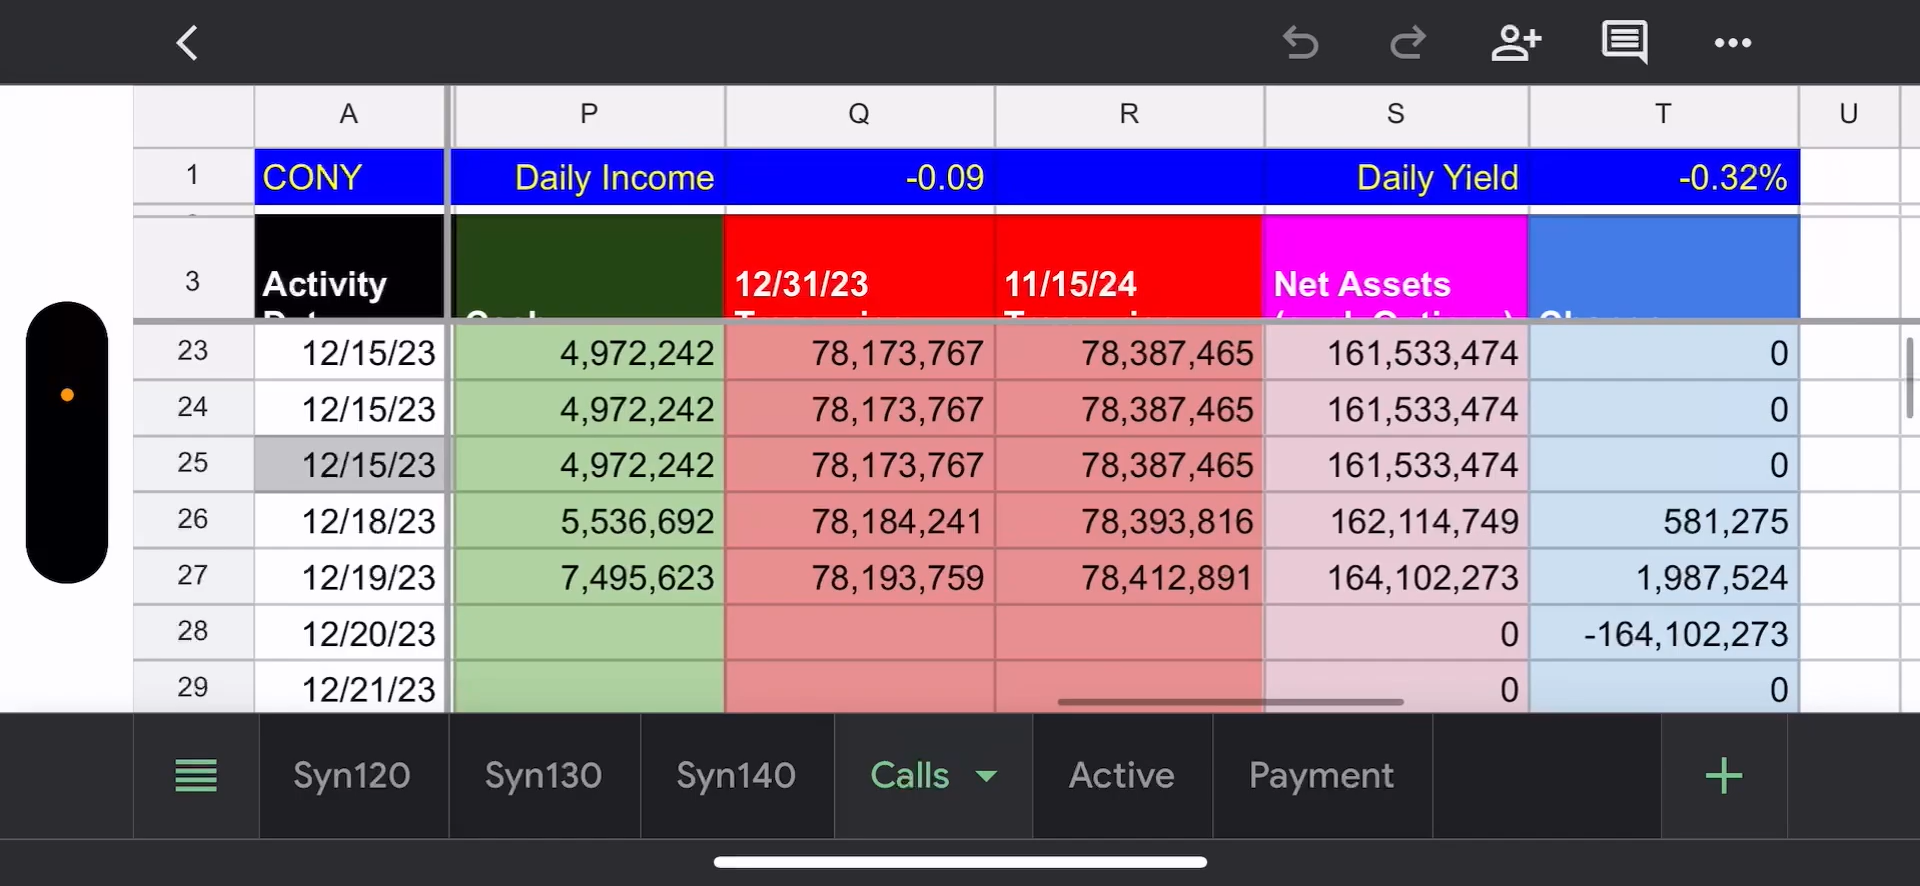 A P Q R S T U
1 CONY Daily Income -0.09 Daily Yield -0.32%
3 Activity 12/31/23 11/15/24 Net Assets
23 12/15/23 4,972,242 78,173,767 78,387,465 161,533,474 0
24 12/15/23 4,972,242 78,173,767 78,387,465 161,533,474 0
25 12/15/23 4,972,242 78,173,767 78,387,465 161,533,474 0
26 12/18/23 5,536,692 78,184,241 78,393,816 162,114,749 581,275
27 12/19/23 7,495,623 78,193,759 78,412,891 164,102,273 1,987,524
28 12/20/23 0 -164,102,273
29 12/21/23 0 0
Syn120 Syn130 Syn140 Calls Active Payment